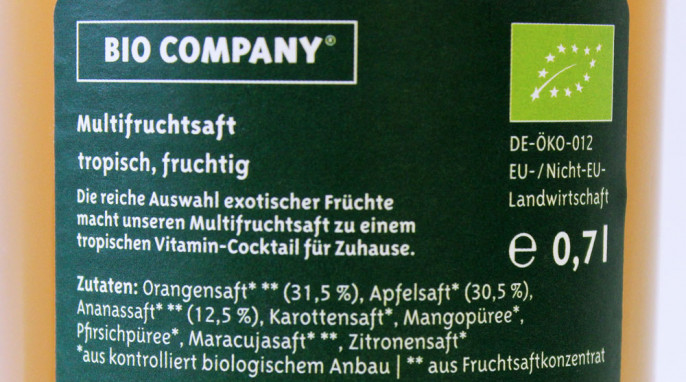 BIO COMPANY®
Multifruchtsaft
tropisch, fruchtig
Die reiche Auswahl exotischer Früchte
macht unseren Multifruchtsaft zu einem
tropischen Vitamin-Cocktail für Zuhause.
DE-ÖKO-012
EU-/Nicht-EU-
Landwirtschaft
e 0,7l
Zutaten: Orangensaft* ** (31,5 %), Apfelsaft* (30,5 %),
Ananassaft* ** (12,5 %), Karottensaft*, Mangopüree*,
Pfirsichpüree*, Maracujasaft* **, Zitronensaft*
*aus kontrolliert biologischem Anbau | ** aus Fruchtsaftkonzentrat